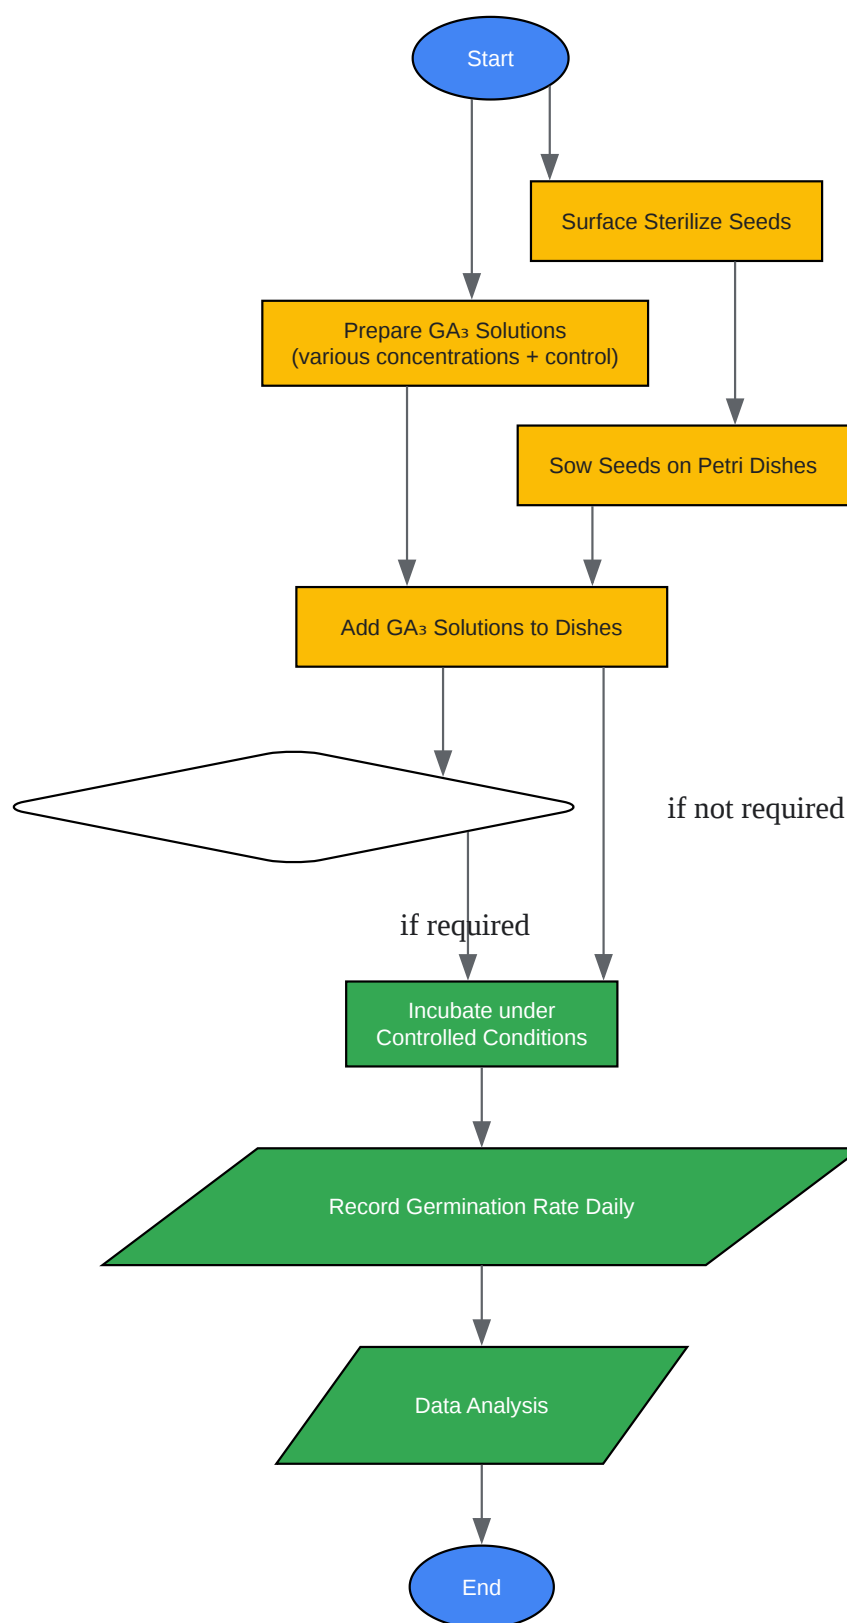 Start
Surface Sterilize Seeds
Prepare GA₃ Solutions
(various concentrations + control)
Sow Seeds on Petri Dishes
Add GA₃ Solutions to Dishes
if not required
if required
Incubate under
Controlled Conditions
Record Germination Rate Daily
Data Analysis
End